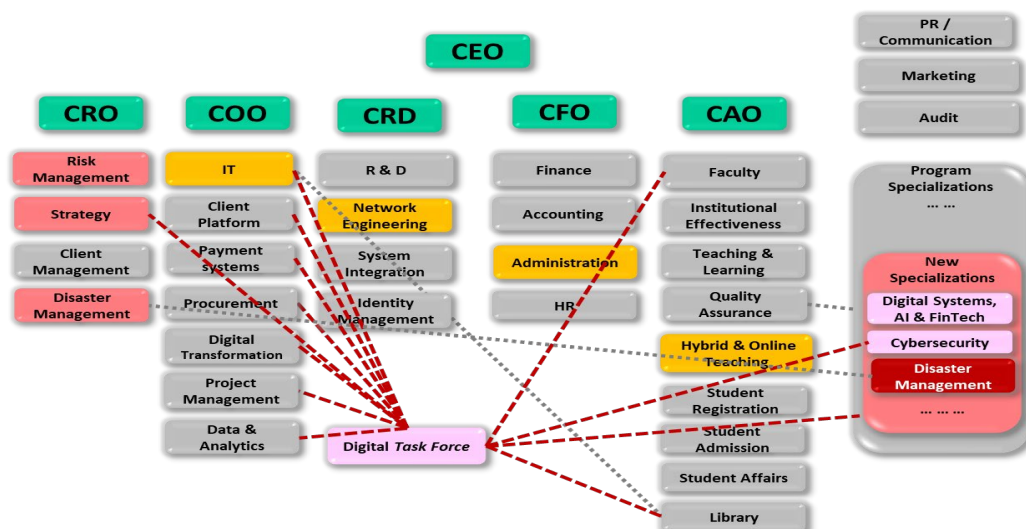 CEO
CRO
COO
CRD
CFO
CAO
PR /
Communication
Marketing
Audit
Risk
Management
Strategy
Client
Management
Disaster
Management
IT
Client
Platform
Payment
systems
Procurement
Digital
Transformation
Project
Management
Data &
Analytics
R & D
Network
Engineering
System
Integration
Identity
Management
Digital Task Force
Finance
Accounting
Administration
HR
Faculty
Institutional
Effectiveness
Teaching &
Learning
Quality
Assurance
Hybrid & Online
Teaching
Student
Registration
Student
Admission
Student Affairs
Library
Program
Specializations
... ...
New
Specializations
Digital Systems,
AI & FinTech
Cybersecurity
Disaster
Management
... ... ...